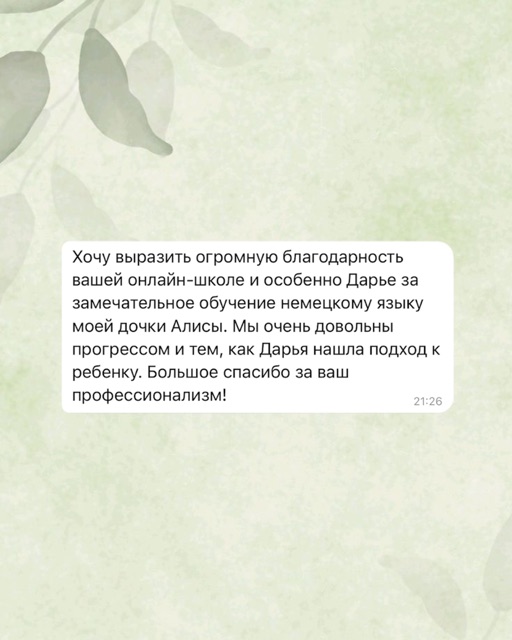 Хочу выразить огромную благодарность
вашей онлайн-школе и особенно Дарье за
замечательное обучение немецкому языку
моей дочки Алисы. Мы очень довольны
прогрессом и тем, как Дарья нашла подход к
ребенку. Большое спасибо за ваш
профессионализм!
21:26